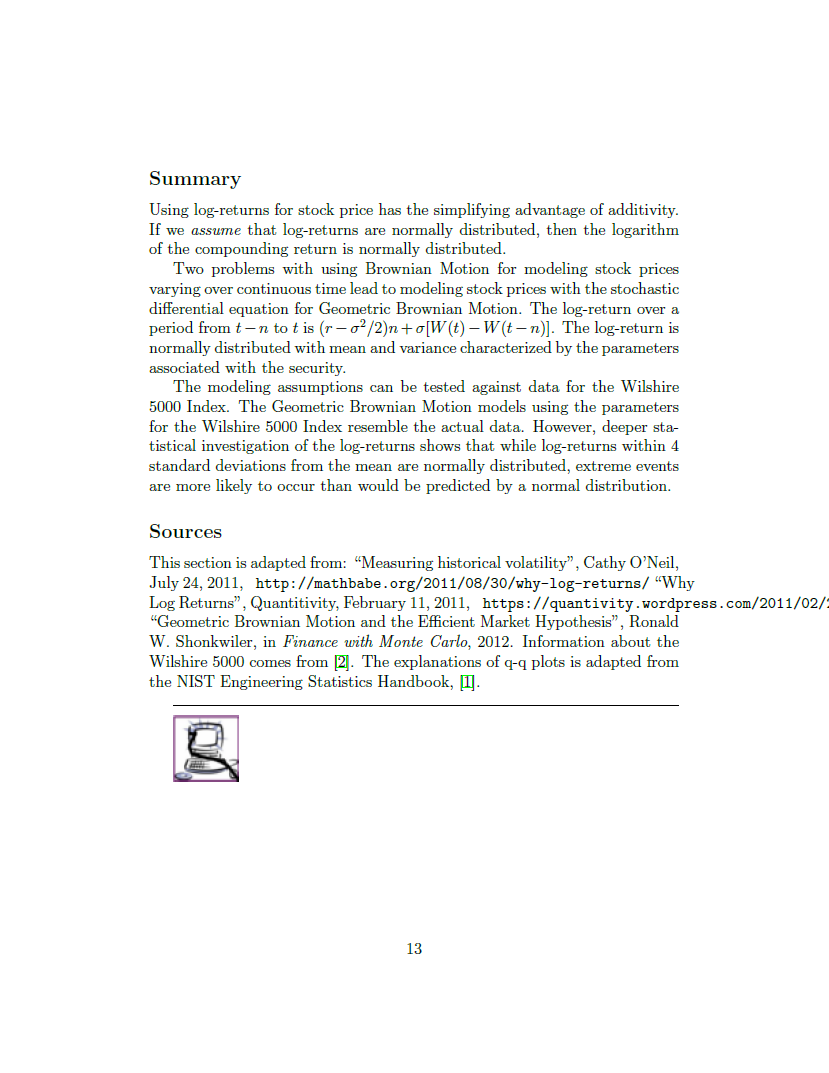 Summary
Using log-returns for stock price has the simplifying advantage of additivity.
If we assume that log-returns are normally distributed, then the logarithm
of the compounding return is normally distributed.
Two problems with using Brownian Motion for modeling stock prices
varying over continuous time lead to modeling stock prices with the stochastic
differential equation for Geometric Brownian Motion. The log-return over a
period from t − n to t is (r − σ²/2)n + σ[W(t) − W(t − n)]. The log-return is
normally distributed with mean and variance characterized by the parameters
associated with the security.
The modeling assumptions can be tested against data for the Wilshire
5000 Index. The Geometric Brownian Motion models using the parameters
for the Wilshire 5000 Index resemble the actual data. However, deeper sta-
tistical investigation of the log-returns shows that while log-returns within 4
standard deviations from the mean are normally distributed, extreme events
are more likely to occur than would be predicted by a normal distribution.
Sources
This section is adapted from: “Measuring historical volatility”, Cathy O’Neil,
July 24, 2011, http://mathbabe.org/2011/08/30/why-log-returns/ “Why
Log Returns”, Quantitivity, February 11, 2011, https://quantivity.wordpress.com/2011/02/
“Geometric Brownian Motion and the Efficient Market Hypothesis”, Ronald
W. Shonkwiler, in Finance with Monte Carlo, 2012. Information about the
Wilshire 5000 comes from [2]. The explanations of q-q plots is adapted from
the NIST Engineering Statistics Handbook, [1].
13